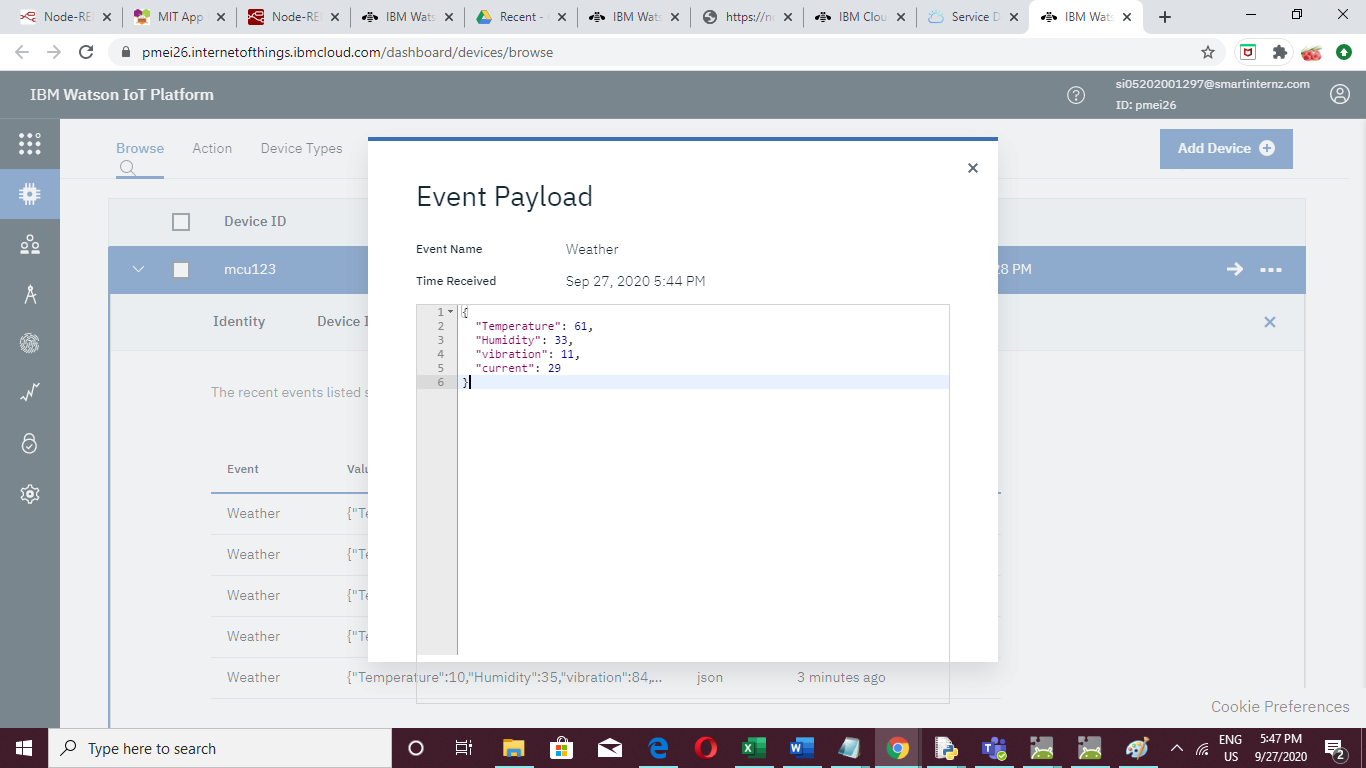 Node-RE
MIT App
Node-RE
IBM Wats
Recent -
IBM Wats
https://n
IBM Clou
Service D
IBM Wats
pmei26.internetofthings.ibmcloud.com/dashboard/devices/browse
IBM Watson IoT Platform
si05202001297@smartinternz.com
ID: pmei26
Browse
Action
Device Types
Add Device
Device ID
mcu123
28 PM
Identity
Device I
The recent events listed s
Event
Valu
Weather
{"Te
Weather
{"Te
Weather
{"Te
Weather
{"Te
Weather
{"Temperature":10,"Humidity":35,"vibration":84,...
json
3 minutes ago
Event Payload
Event Name
Weather
Time Received
Sep 27, 2020 5:44 PM
1 {
2 "Temperature": 61,
3 "Humidity": 33,
4 "vibration": 11,
5 "current": 29
6 }
Cookie Preferences
Type here to search
ENG
US
5:47 PM
9/27/2020
2